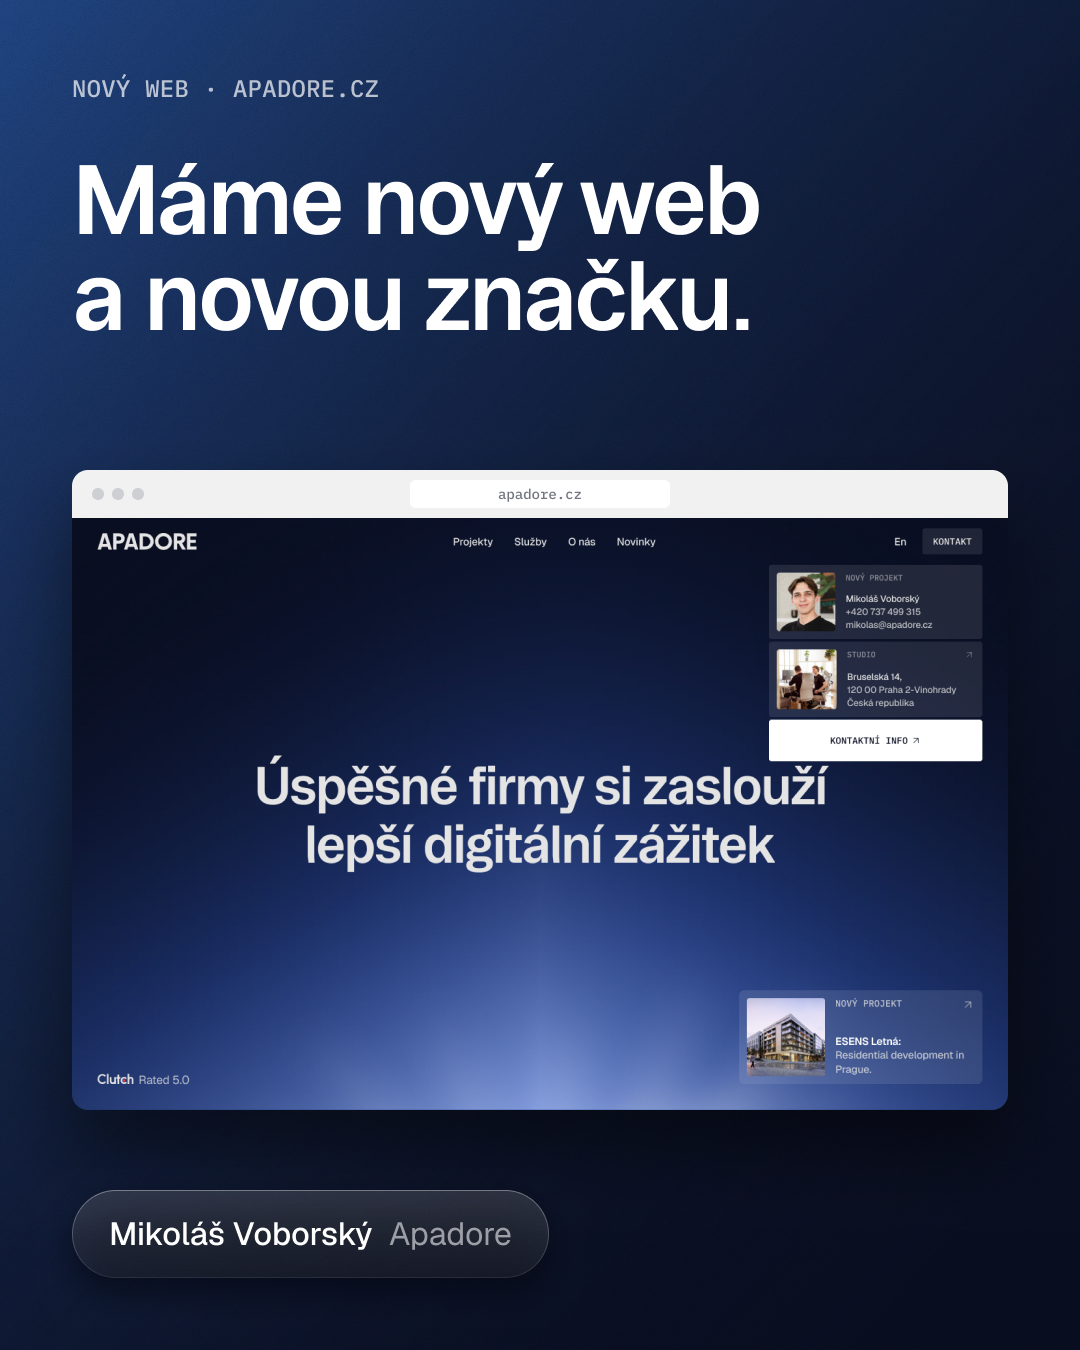 NOVÝ WEB · APADORE.CZ
Máme nový web
a novou značku.
apadore.cz
APADORE
Projekty Služby O nás Novinky
En KONTAKT
NOVÝ PROJEKT
Mikoláš Voborský
+420 737 499 315
mikolas@apadore.cz
STUDIO
Bruselská 14,
120 00 Praha 2-Vinohrady
Česká republika
KONTAKTNÍ INFO
Úspěšné firmy si zaslouží
lepší digitální zážitek
NOVÝ PROJEKT
ESENS Letná:
Residential development in
Prague.
Clutch Rated 5.0
Mikoláš Voborský Apadore